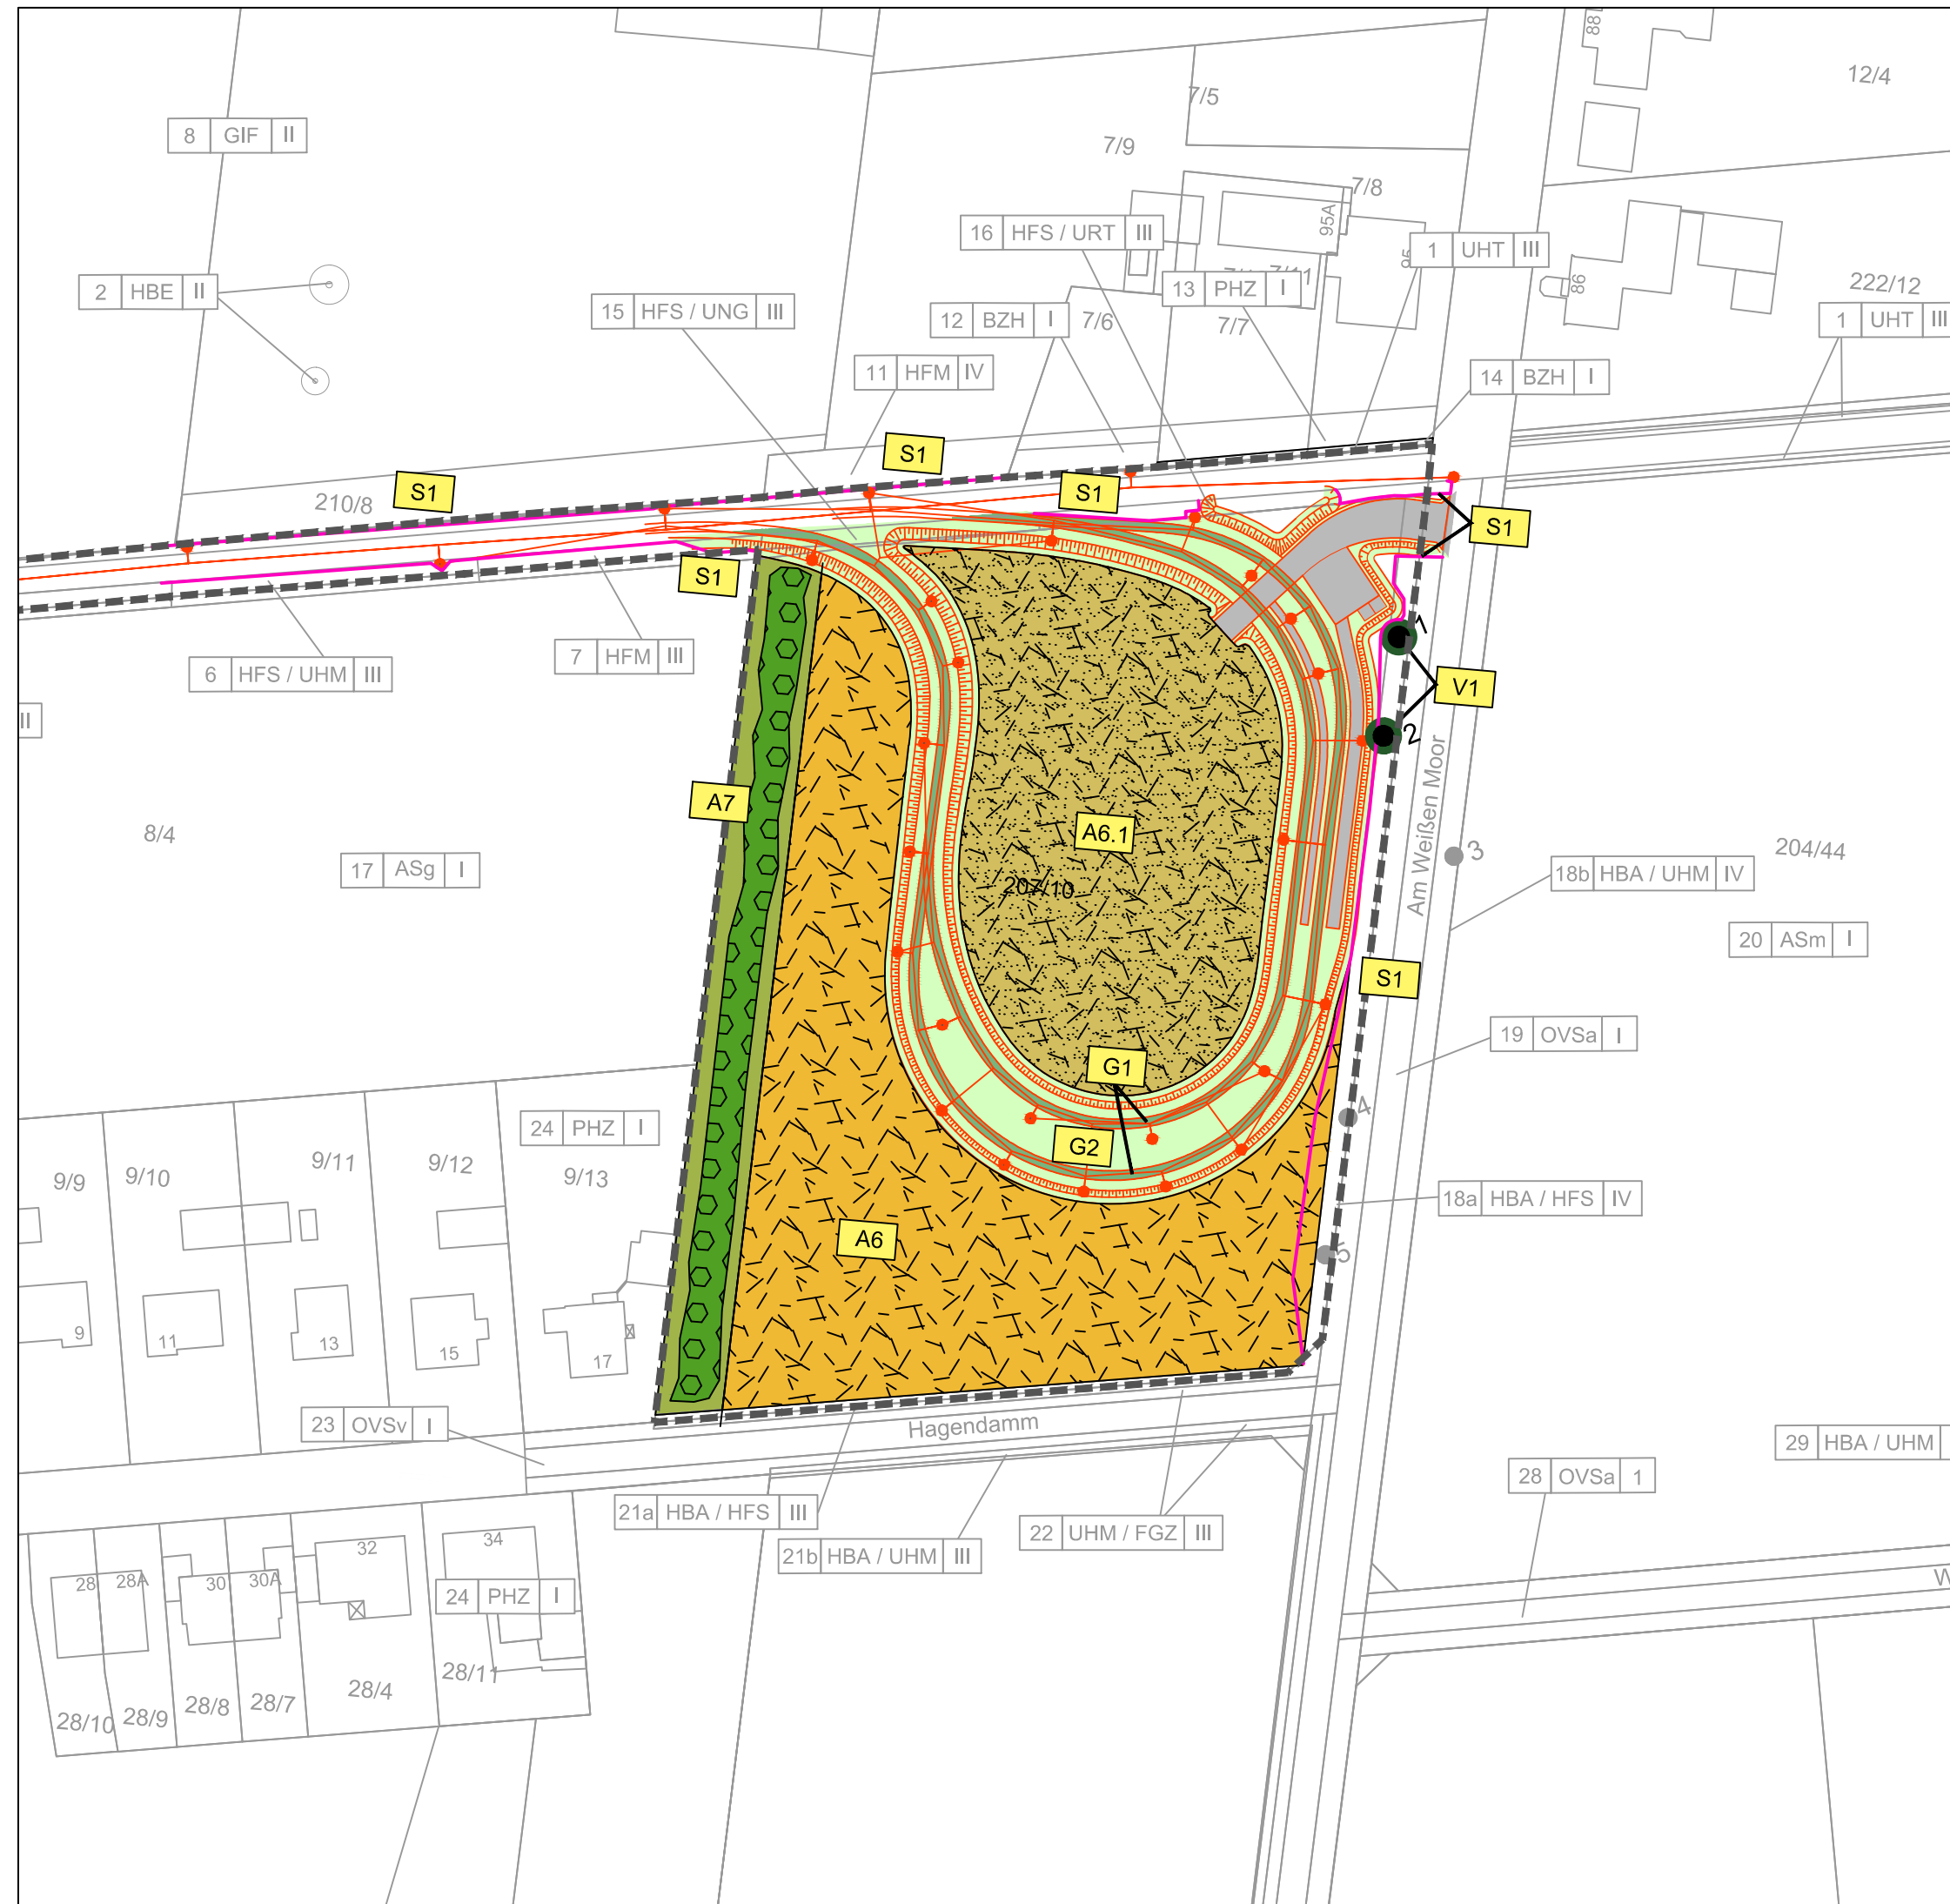 88
12/4
7/5
8 GIF II
7/9
7/8
95A
16 HFS / URT III
95
1 UHT III
2 HBE II
13 PHZ I
86
222/12
15 HFS / UNG III
12 BZH I
7/6
7/7
1 UHT III
11 HFM IV
14 BZH I
S1
S1
S1
210/8
S1
S1
1
6 HFS / UHM III
7 HFM III
V1
II
2
Am Weißen Moor
A7
8/4
A6.1
3
204/44
17 ASg I
207/10
18b HBA / UHM IV
20 ASm I
S1
19 OVSa I
G1
4
24 PHZ I
G2
9/9
9/10
9/11
9/12
9/13
18a HBA / HFS IV
A6
5
9
11
13
15
17
23 OVSv I
Hagendamm
29 HBA / UHM
28 OVSa 1
21a HBA / HFS III
22 UHM / FGZ III
21b HBA / UHM III
32
34
28
28A
30
30A
24 PHZ I
W
28/10
28/9
28/8
28/7
28/4
28/11